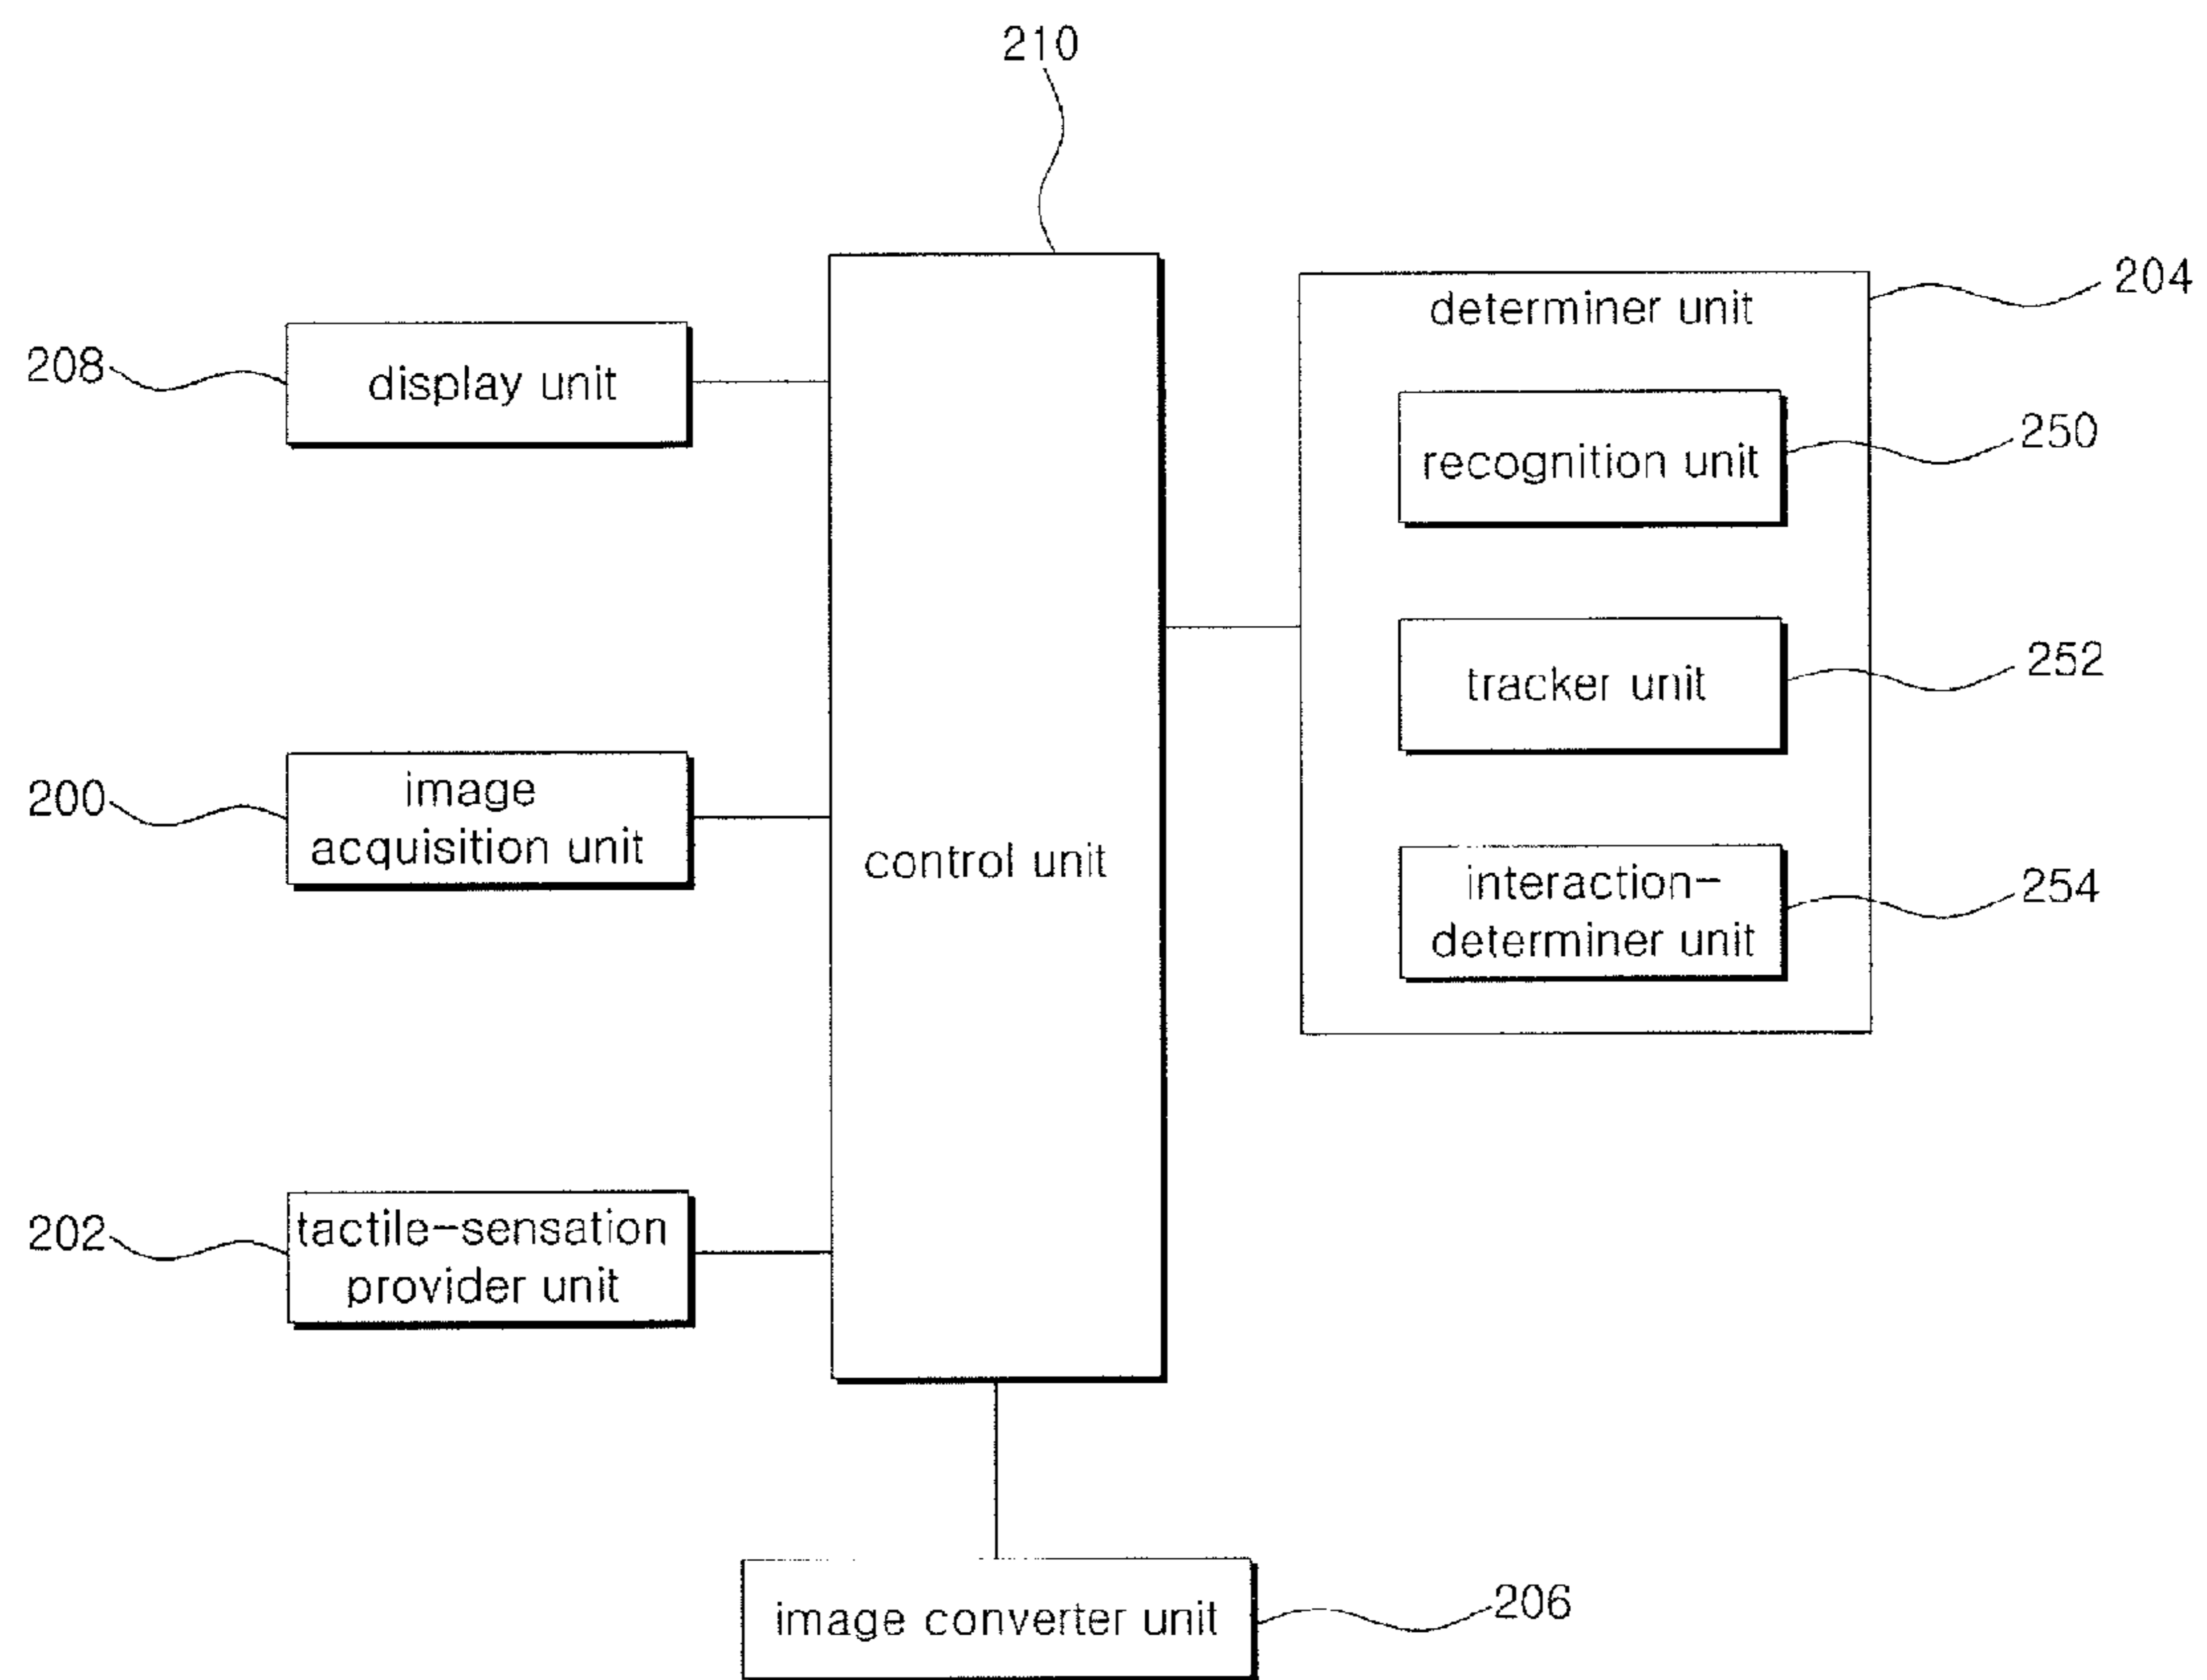 210
204
determiner unit
208
display unit
250
recognition unit
252
tracker unit
200
image
acquisition unit
control unit
254
interaction-
determiner unit
202
tactile-sensation
provider unit
206
image converter unit